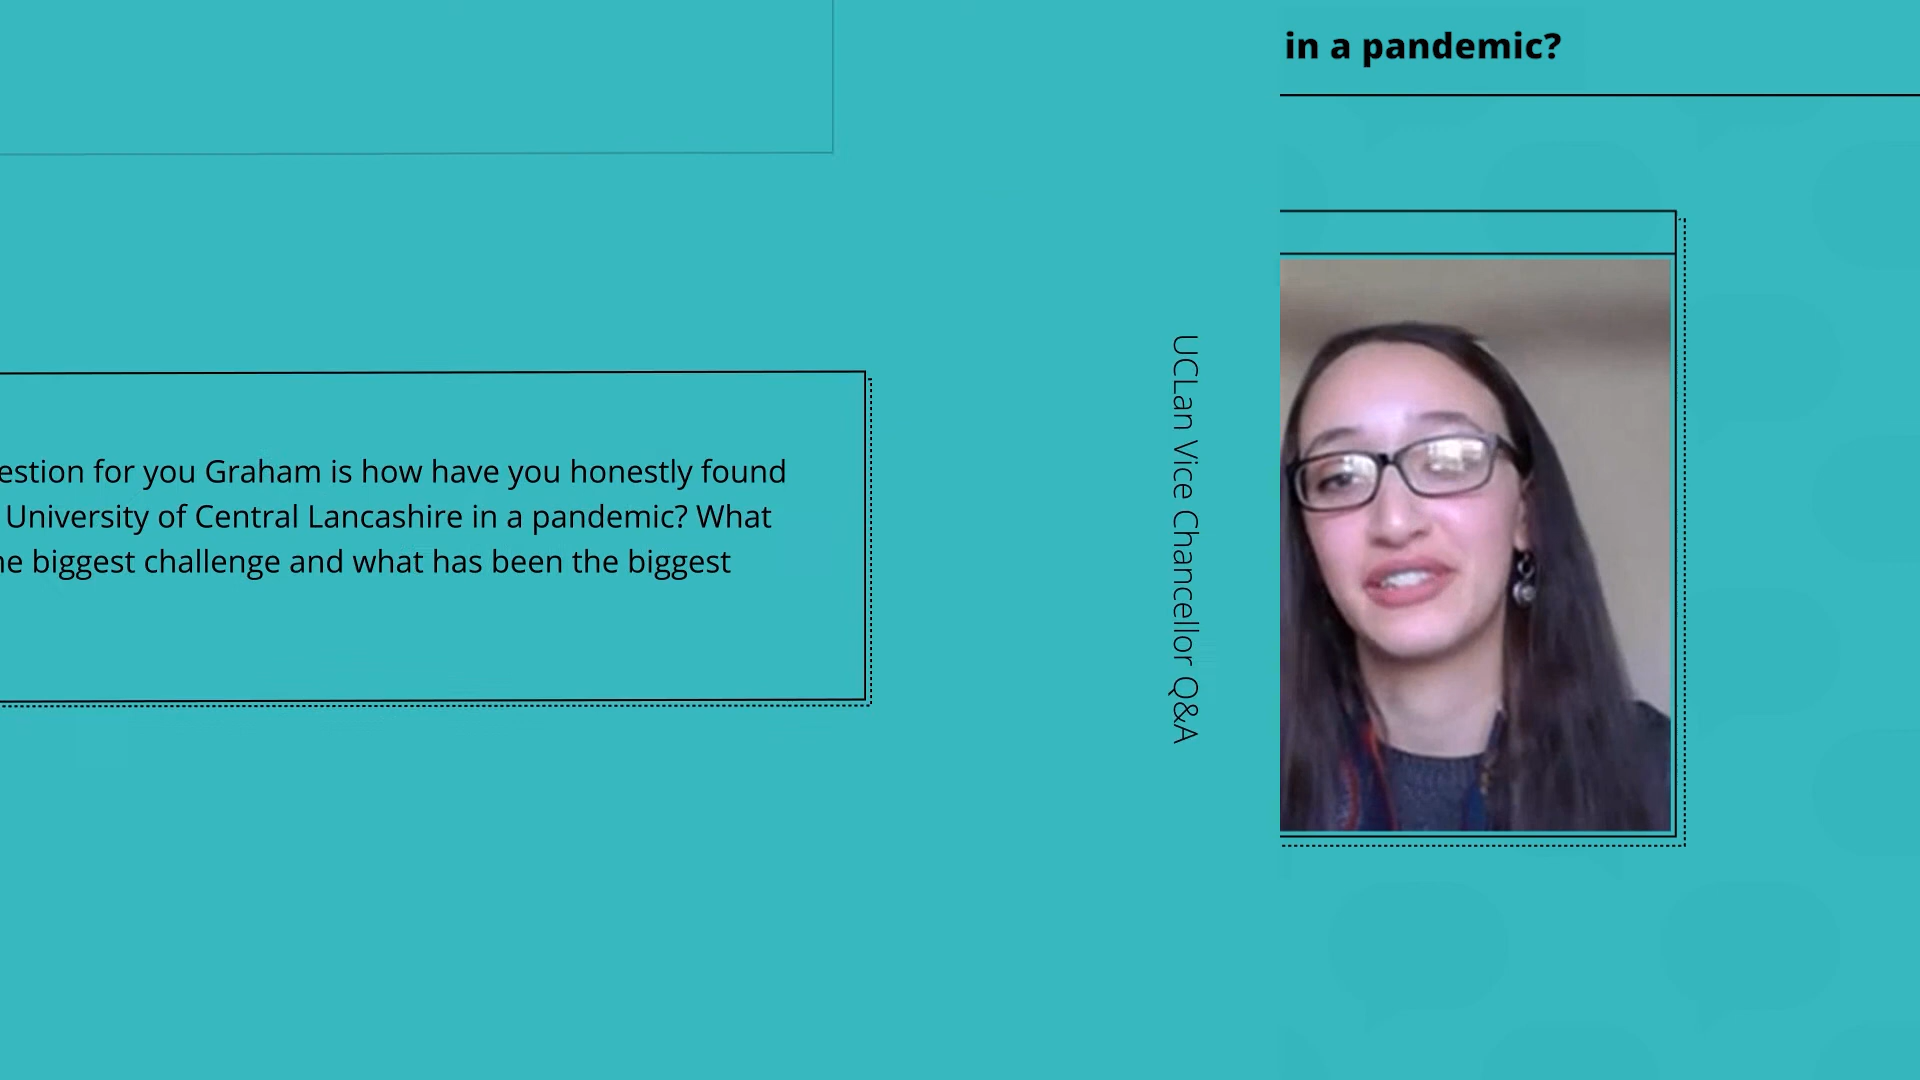 in a pandemic?
estion for you Graham is how have you honestly found
University of Central Lancashire in a pandemic? What
he biggest challenge and what has been the biggest
UCLan Vice Chancellor Q&A